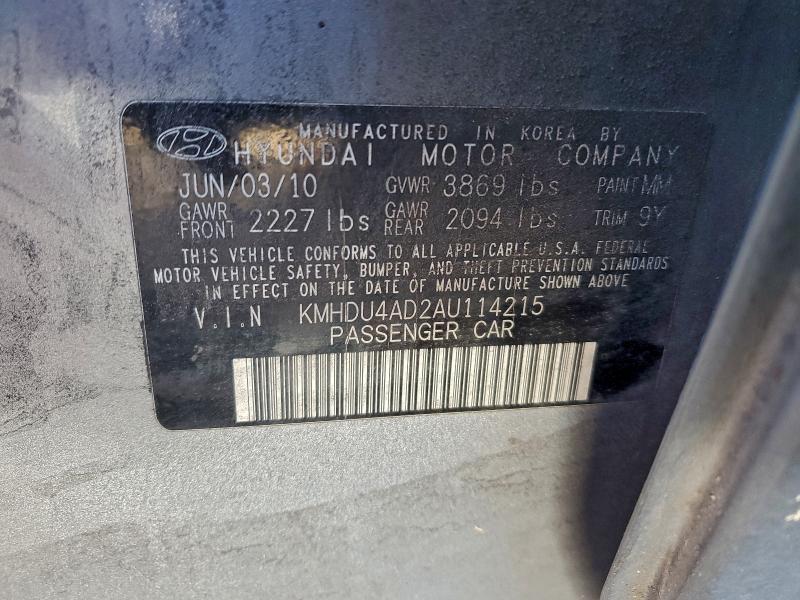 MANUFACTURED IN KOREA BY
HYUNDAI MOTOR COMPANY
JUN/03/10 GVWR 3869 lbs PAINT MM
GAWR FRONT 2227 lbs GAWR REAR 2094 lbs TRIM 9Y
THIS VEHICLE CONFORMS TO ALL APPLICABLE U.S.A. FEDERAL
MOTOR VEHICLE SAFETY, BUMPER, AND THEFT PREVENTION STANDARDS
IN EFFECT ON THE DATE OF MANUFACTURE SHOWN ABOVE
V.I.N KMHDU4AD2AU114215
PASSENGER CAR